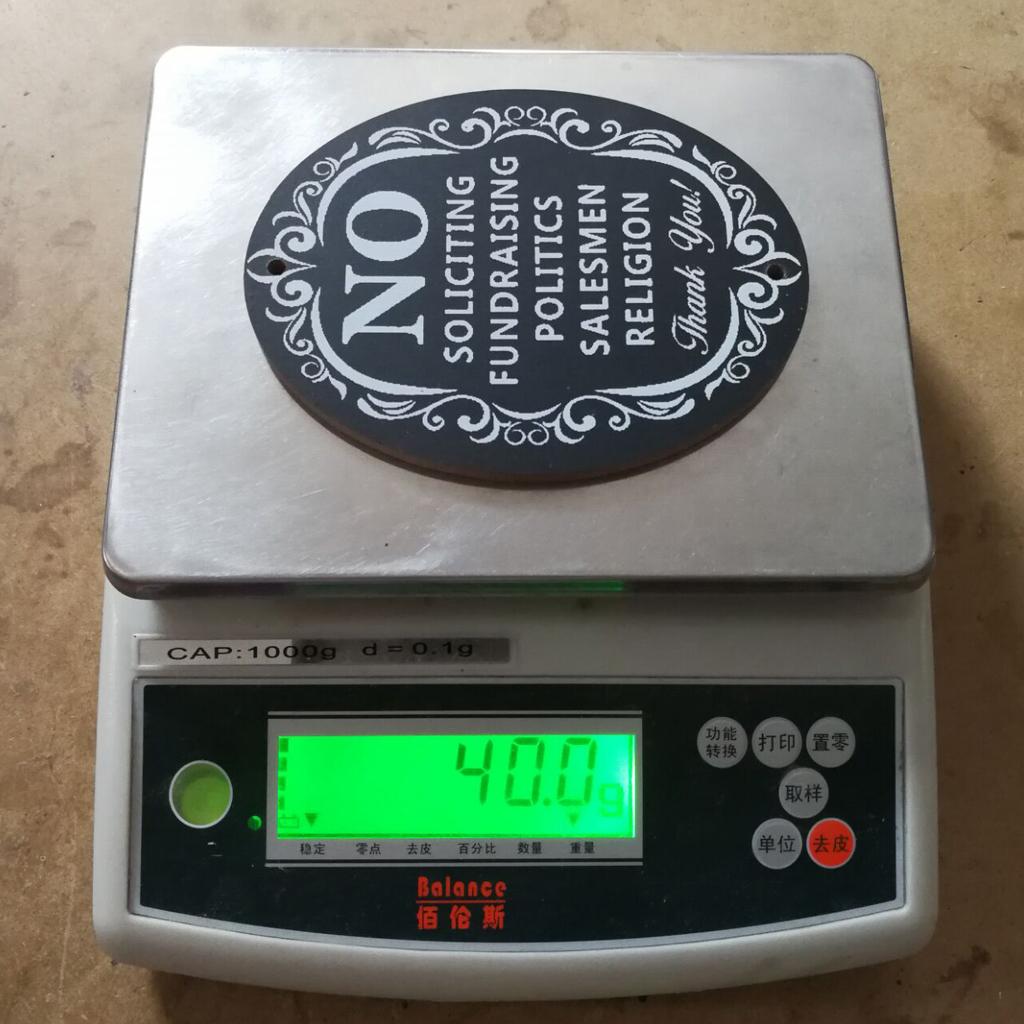 NO
SOLICITING
FUNDRAISING
POLITICS
SALESMEN
RELIGION
Thank You!
CAP:1000g d=0.1g
40.0g
功能转换 打印 置零
取样
单位 去皮
稳定 零点 去皮 百分比 数量 重量
Balance
佰伦斯